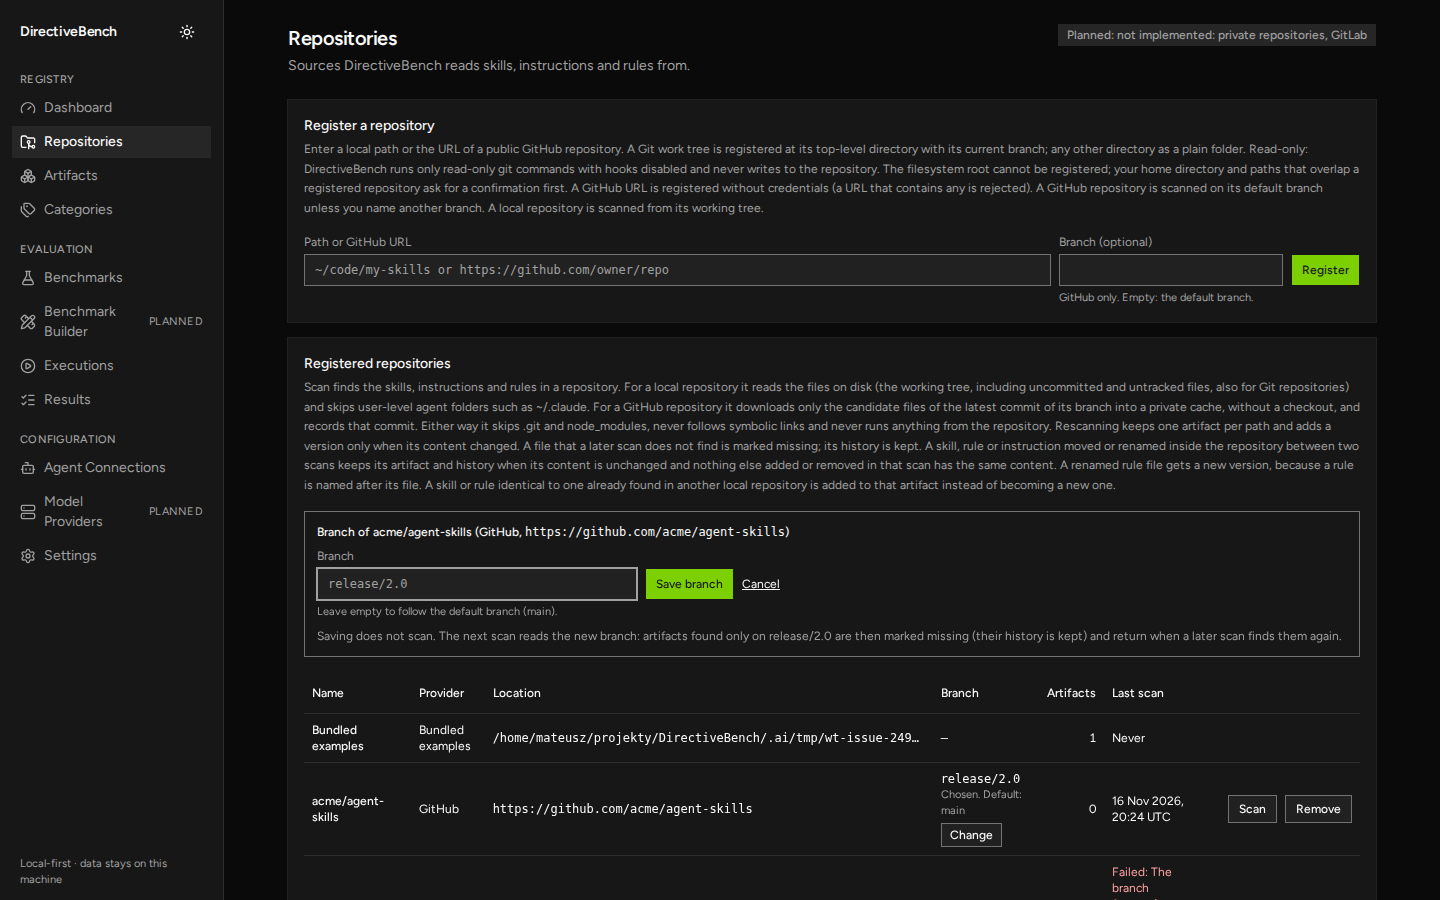 DirectiveBench
REGISTRY
Dashboard
Repositories
Artifacts
Categories
EVALUATION
Benchmarks
Benchmark
Builder
PLANNED
Executions
Results
CONFIGURATION
Agent Connections
Model
Providers
PLANNED
Settings
Local-first · data stays on this
machine
Repositories
Planned: not implemented: private repositories, GitLab
Sources DirectiveBench reads skills, instructions and rules from.
Register a repository
Enter a local path or the URL of a public GitHub repository. A Git work tree is registered at its top-level directory with its current branch; any other directory as a plain folder. Read-only:
DirectiveBench runs only read-only git commands with hooks disabled and never writes to the repository. The filesystem root cannot be registered; your home directory and paths that overlap a
registered repository ask for a confirmation first. A GitHub URL is registered without credentials (a URL that contains any is rejected). A GitHub repository is scanned on its default branch
unless you name another branch. A local repository is scanned from its working tree.
Path or GitHub URL
Branch (optional)
~/code/my-skills or https://github.com/owner/repo
Register
GitHub only. Empty: the default branch.
Registered repositories
Scan finds the skills, instructions and rules in a repository. For a local repository it reads the files on disk (the working tree, including uncommitted and untracked files, also for Git repositories)
and skips user-level agent folders such as ~/.claude. For a GitHub repository it downloads only the candidate files of the latest commit of its branch into a private cache, without a checkout, and
records that commit. Either way it skips .git and node_modules, never follows symbolic links and never runs anything from the repository. Rescanning keeps one artifact per path and adds a
version only when its content changed. A file that a later scan does not find is marked missing; its history is kept. A skill, rule or instruction moved or renamed inside the repository between two
scans keeps its artifact and history when its content is unchanged and nothing else added or removed in that scan has the same content. A renamed rule file gets a new version, because a rule
is named after its file. A skill or rule identical to one already found in another local repository is added to that artifact instead of becoming a new one.
Branch of acme/agent-skills (GitHub, https://github.com/acme/agent-skills)
Branch
release/2.0
Save branch
Cancel
Leave empty to follow the default branch (main).
Saving does not scan. The next scan reads the new branch: artifacts found only on release/2.0 are then marked missing (their history is kept) and return when a later scan finds them again.
Name
Provider
Location
Branch
Artifacts
Last scan
Bundled
examples
Bundled
examples
/home/mateusz/projekty/DirectiveBench/.ai/tmp/wt-issue-249…
—
1
Never
acme/agent-
skills
GitHub
https://github.com/acme/agent-skills
release/2.0
Chosen. Default:
main
Change
0
16 Nov 2026,
20:24 UTC
Scan
Remove
Failed: The
branch